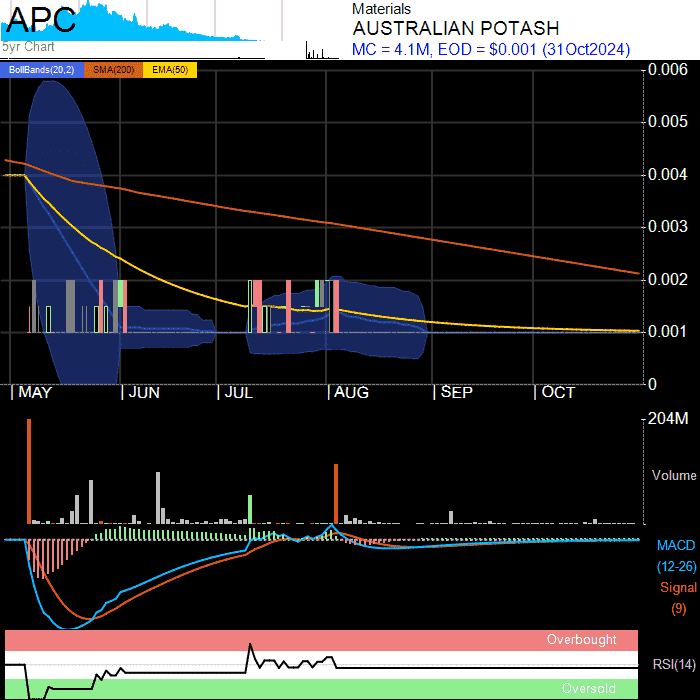 APC
5yr Chart
Materials
AUSTRALIAN POTASH
MC = 4.1M, EOD = $0.001 (31Oct2024)
BollBands(20,2) SMA(200) EMA(50)
0.006
0.005
0.004
0.003
0.002
0.001
0
MAY JUN JUL AUG SEP OCT
204M
Volume
MACD
(12-26)
Signal
(9)
Overbought
RSI(14)
Oversold